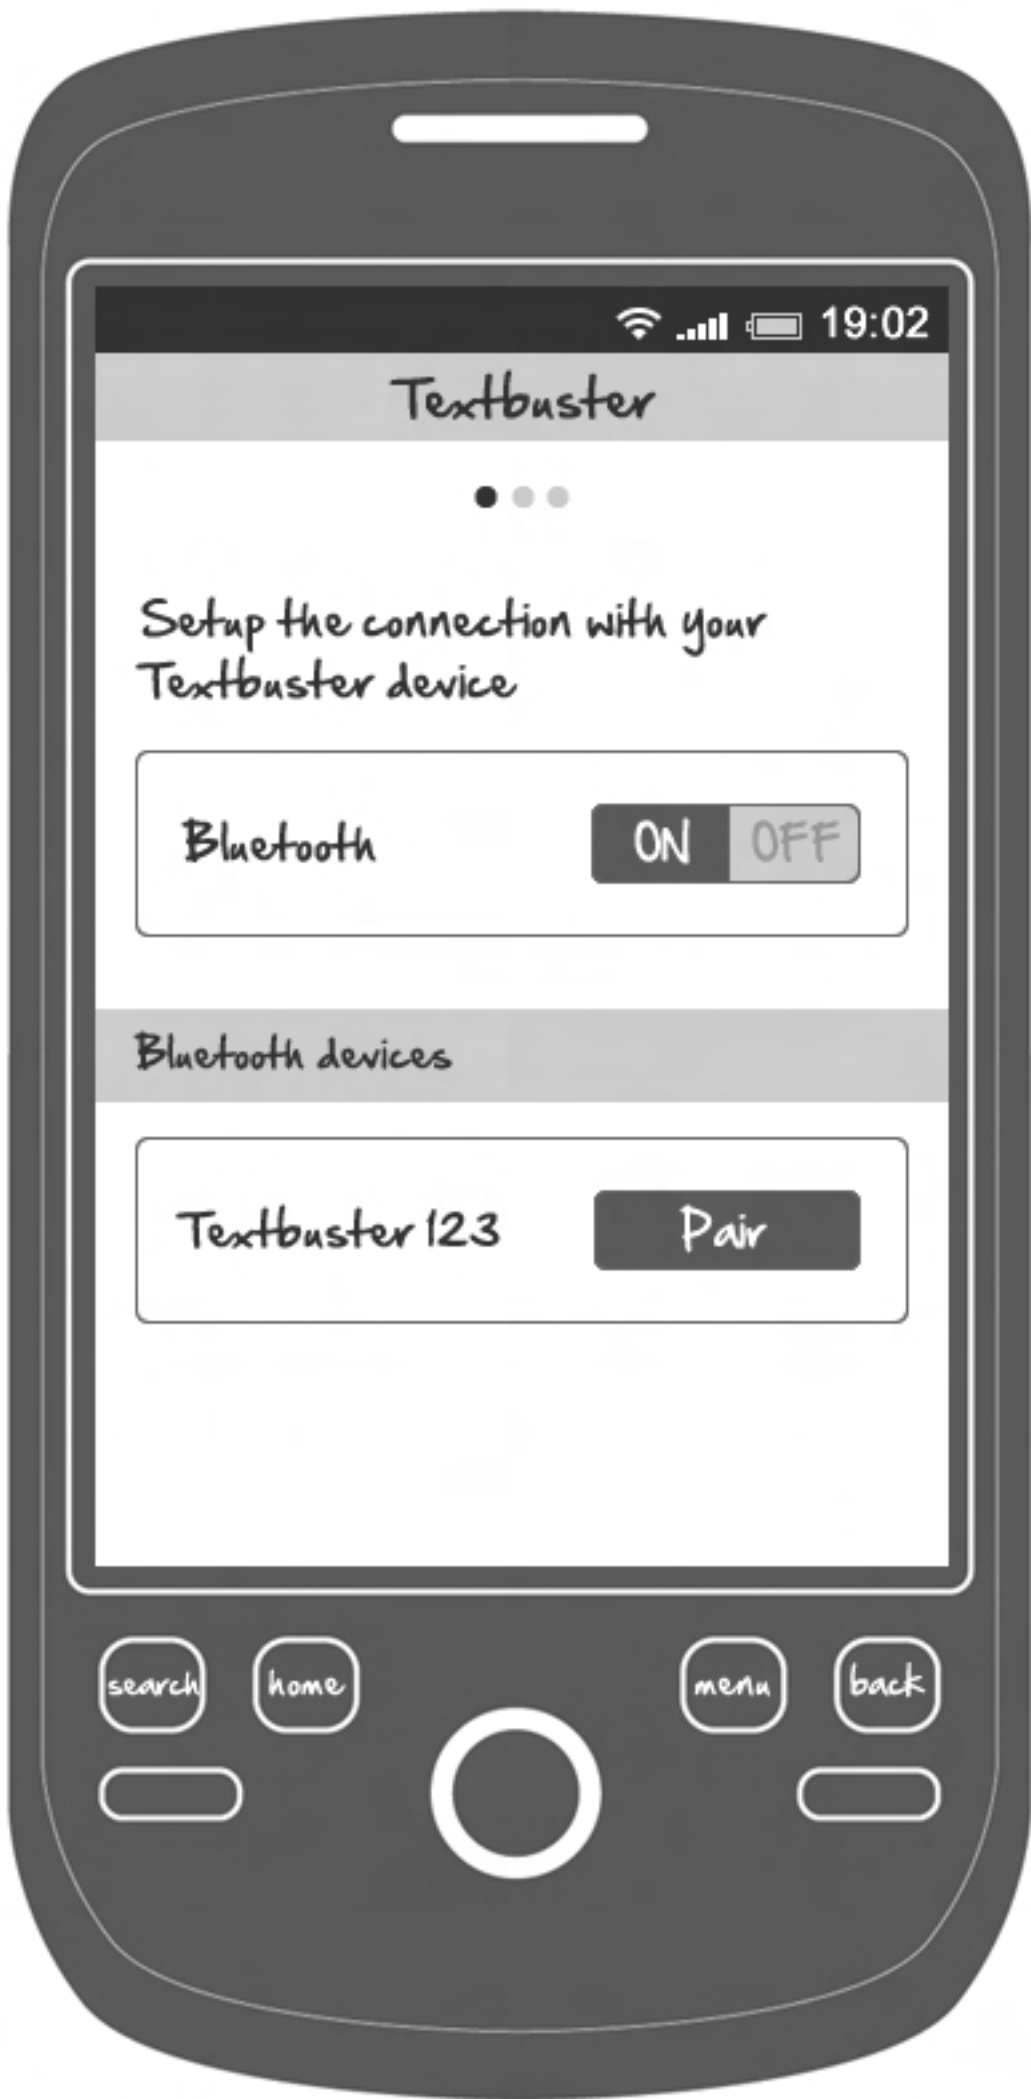 19:02
Textbuster
Setup the connection with your
Textbuster device
Bluetooth ON OFF
Bluetooth devices
Textbuster 123 Pair
search home menu back